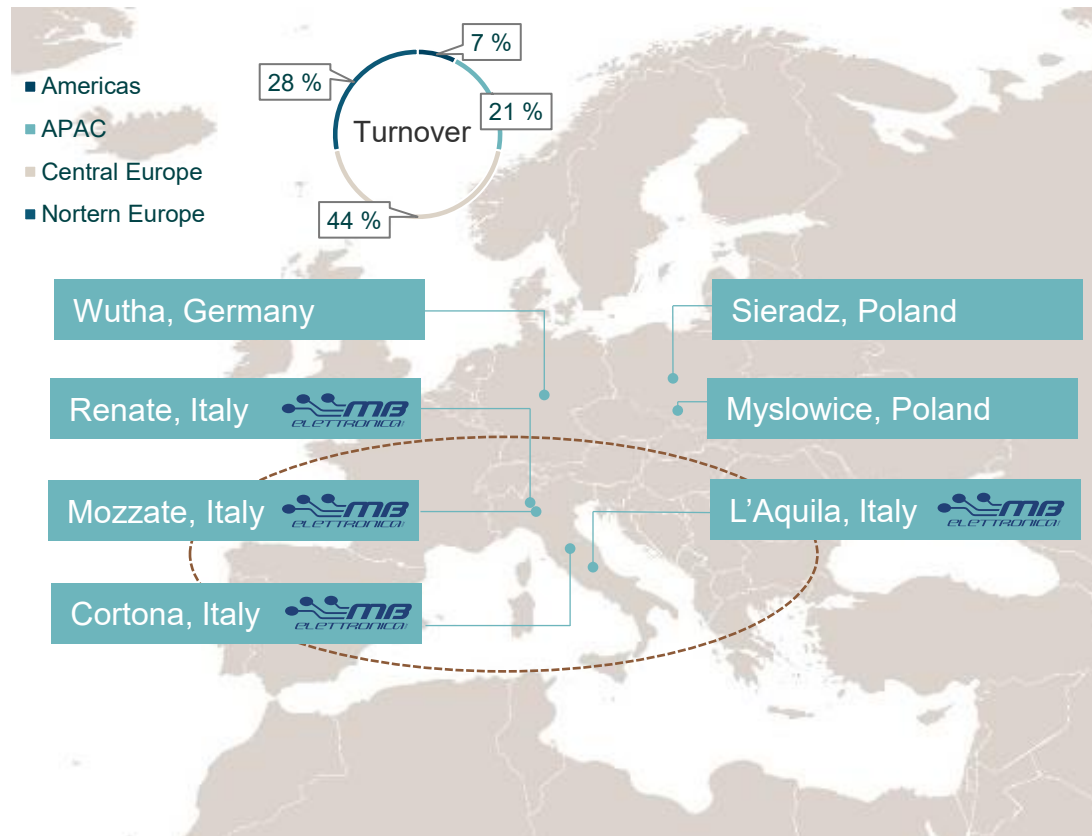 7 %
28 %
Americas
APAC
21 %
Turnover
Central Europe
Nortern Europe
44 %
Wutha, Germany
Sieradz, Poland
Renate, Italy MB ELETTRONICA
Myslowice, Poland
Mozzate, Italy MB ELETTRONICA
L’Aquila, Italy MB ELETTRONICA
Cortona, Italy MB ELETTRONICA